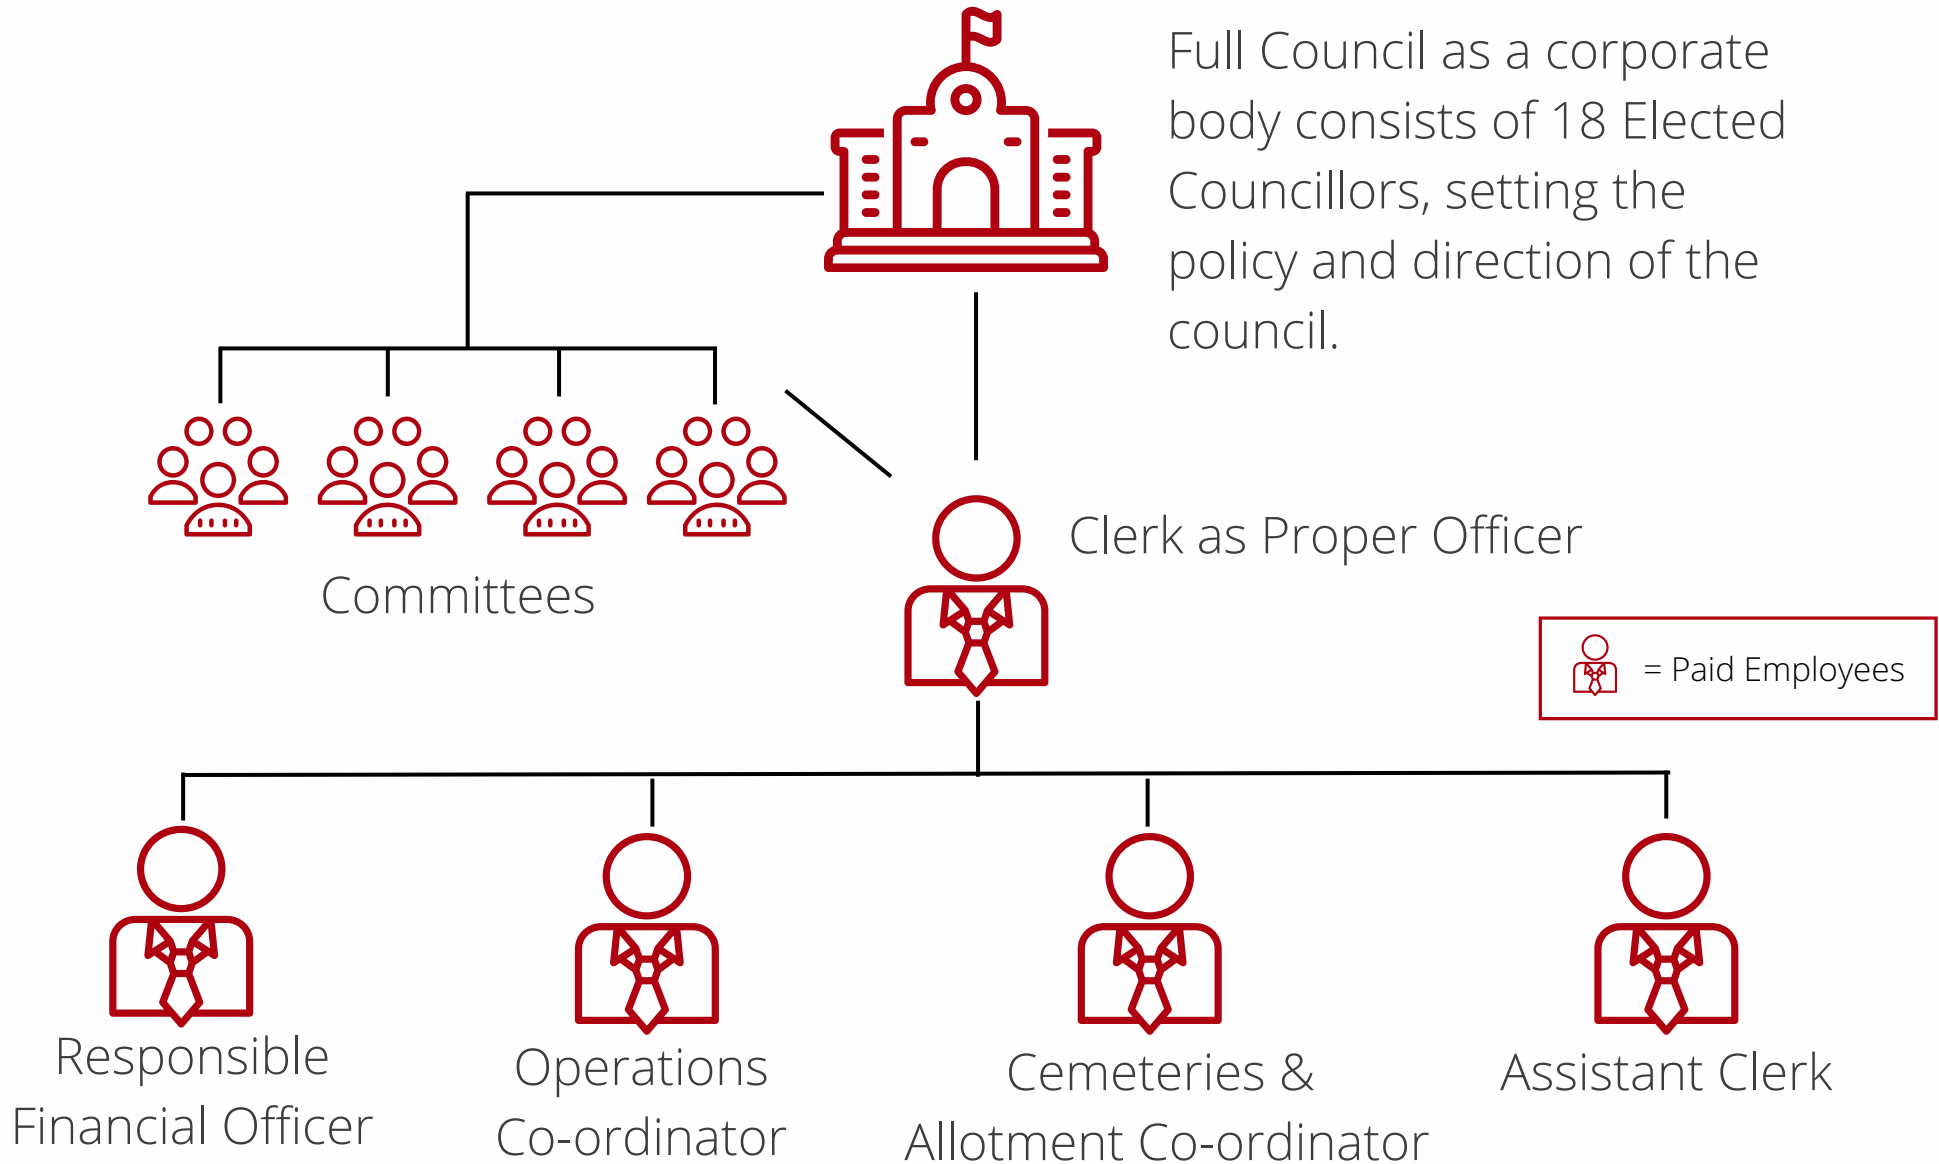 Full Council as a corporate
body consists of 18 Elected
Councillors, setting the
policy and direction of the
council.
Clerk as Proper Officer
Committees
= Paid Employees
Responsible
Financial Officer
Operations
Co-ordinator
Cemeteries &
Allotment Co-ordinator
Assistant Clerk